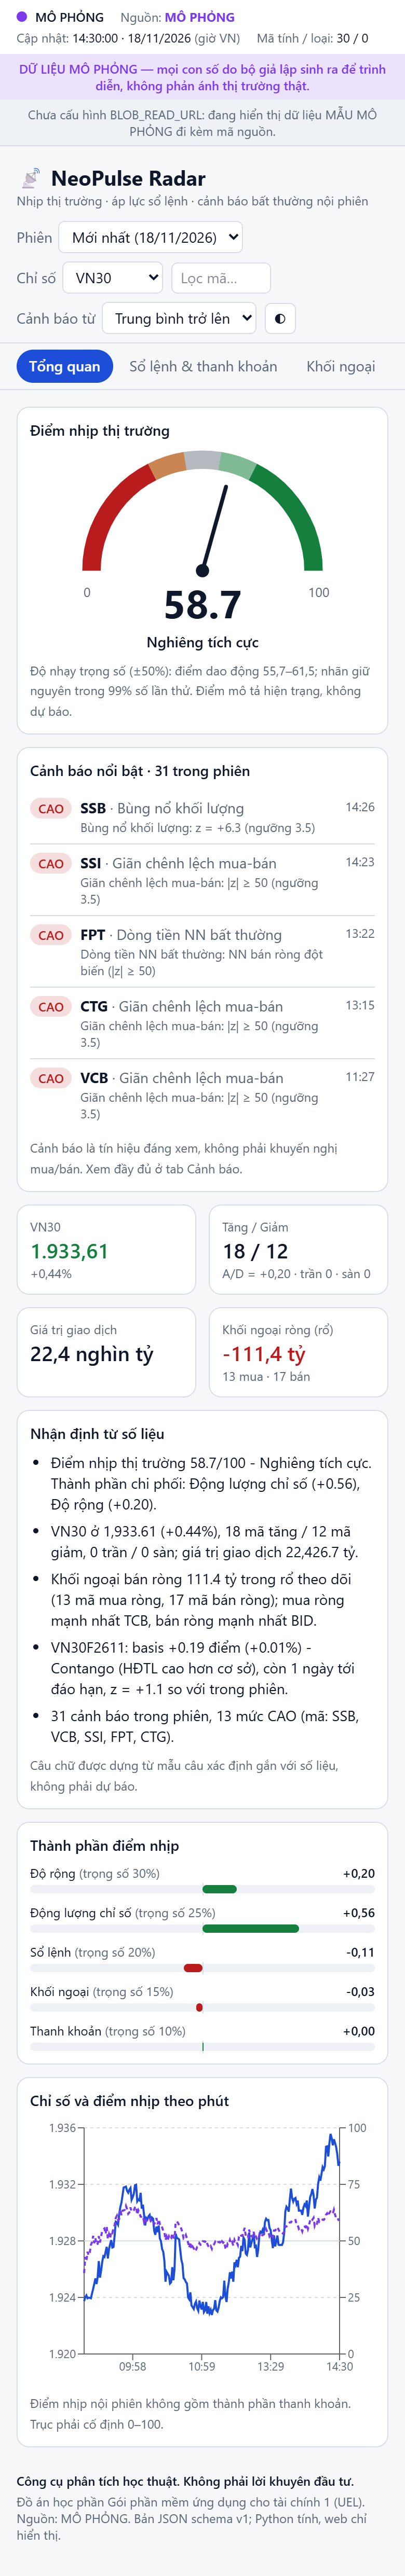 MÔ PHỎNG Nguồn: MÔ PHỎNG
Cập nhật: 14:30:00 · 18/11/2026 (giờ VN) Mã tính / loại: 30 / 0
DỮ LIỆU MÔ PHỎNG — mọi con số do bộ giả lập sinh ra để trình
diễn, không phản ánh thị trường thật.
Chưa cấu hình BLOB_READ_URL: đang hiển thị dữ liệu MẪU MÔ
PHỎNG đi kèm mã nguồn.
NeoPulse Radar
Nhịp thị trường · áp lực sổ lệnh · cảnh báo bất thường nội phiên
Phiên Mới nhất (18/11/2026)
Chỉ số VN30 Lọc mã...
Cảnh báo từ Trung bình trở lên
Tổng quan Sổ lệnh & thanh khoản Khối ngoại
Điểm nhịp thị trường
0 100
58.7
Nghiêng tích cực
Độ nhạy trọng số (±50%): điểm dao động 55,7–61,5; nhãn giữ
nguyên trong 99% số lần thử. Điểm mô tả hiện trạng, không
dự báo.
Cảnh báo nổi bật · 31 trong phiên
CAO SSB · Bùng nổ khối lượng 14:26
Bùng nổ khối lượng: z = +6.3 (ngưỡng 3.5)
CAO SSI · Giãn chênh lệch mua-bán 14:23
Giãn chênh lệch mua-bán: |z| ≥ 50 (ngưỡng
3.5)
CAO FPT · Dòng tiền NN bất thường 13:22
Dòng tiền NN bất thường: NN bán ròng đột
biến (|z| ≥ 50)
CAO CTG · Giãn chênh lệch mua-bán 13:15
Giãn chênh lệch mua-bán: |z| ≥ 50 (ngưỡng
3.5)
CAO VCB · Giãn chênh lệch mua-bán 11:27
Giãn chênh lệch mua-bán: |z| ≥ 50 (ngưỡng
3.5)
Cảnh báo là tín hiệu đáng xem, không phải khuyến nghị
mua/bán. Xem đầy đủ ở tab Cảnh báo.
VN30
1.933,61
+0,44%
Tăng / Giảm
18 / 12
A/D = +0,20 · trần 0 · sàn 0
Giá trị giao dịch
22,4 nghìn tỷ
Khối ngoại ròng (rổ)
-111,4 tỷ
13 mua · 17 bán
Nhận định từ số liệu
• Điểm nhịp thị trường 58.7/100 - Nghiêng tích cực.
Thành phần chi phối: Động lượng chỉ số (+0.56),
Độ rộng (+0.20).
• VN30 ở 1,933.61 (+0.44%), 18 mã tăng / 12 mã
giảm, 0 trần / 0 sàn; giá trị giao dịch 22,426.7 tỷ.
• Khối ngoại bán ròng 111.4 tỷ trong rổ theo dõi
(13 mã mua ròng, 17 mã bán ròng); mua ròng
mạnh nhất TCB, bán ròng mạnh nhất BID.
• VN30F2611: basis +0.19 điểm (+0.01%) -
Contango (HĐTL cao hơn cơ sở), còn 1 ngày tới
đáo hạn, z = +1.1 so với trong phiên.
• 31 cảnh báo trong phiên, 13 mức CAO (mã: SSB,
VCB, SSI, FPT, CTG).
Câu chữ được dựng từ mẫu câu xác định gắn với số liệu,
không phải dự báo.
Thành phần điểm nhịp
Độ rộng (trọng số 30%) +0,20
Động lượng chỉ số (trọng số 25%) +0,56
Sổ lệnh (trọng số 20%) -0,11
Khối ngoại (trọng số 15%) -0,03
Thanh khoản (trọng số 10%) +0,00
Chỉ số và điểm nhịp theo phút
1.936 100
1.932 75
1.928 50
1.924 25
1.920 0
09:58 10:59 13:29 14:30
Điểm nhịp nội phiên không gồm thành phần thanh khoản.
Trục phải cố định 0–100.
Công cụ phân tích học thuật. Không phải lời khuyên đầu tư.
Đồ án học phần Gói phần mềm ứng dụng cho tài chính 1 (UEL).
Nguồn: MÔ PHỎNG. Bản JSON schema v1; Python tính, web chỉ
hiển thị.